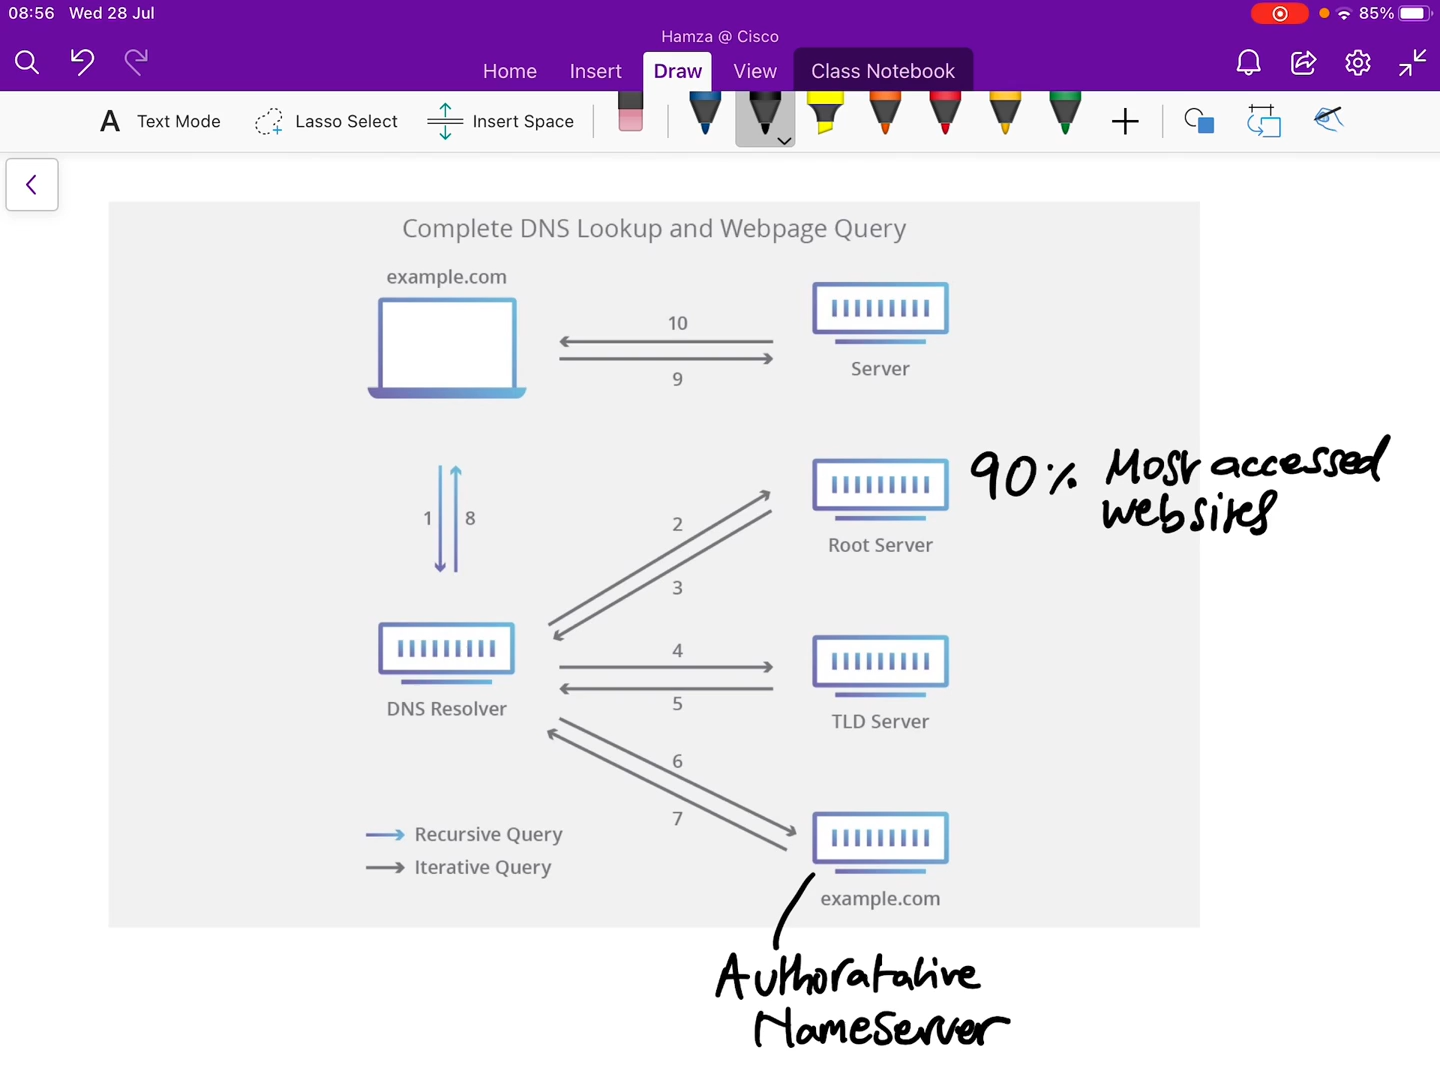 08:56 Wed 28 Jul
85%
Hamza @ Cisco
Home Insert Draw View Class Notebook
A Text Mode Lasso Select Insert Space
Complete DNS Lookup and Webpage Query
example.com
10
9
Server
90% Most accessed
websites
1 8
2
3
Root Server
4
5
DNS Resolver
TLD Server
6
7
Recursive Query
Iterative Query
example.com
Authoratative
Nameserver